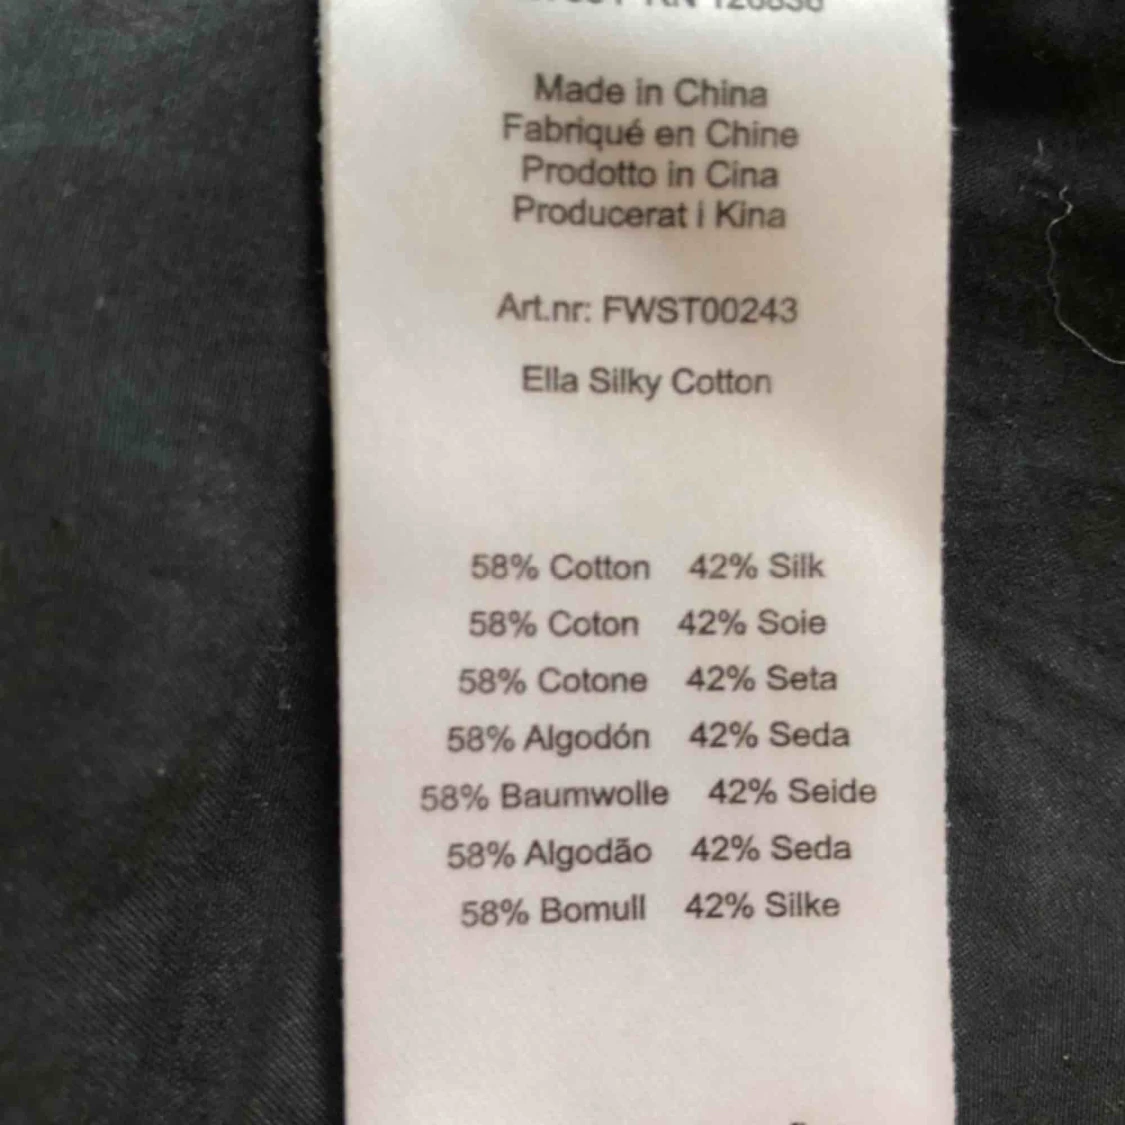 Made in China
Fabriqué en Chine
Prodotto in Cina
Producerat i Kina
Art.nr: FWST00243
Ella Silky Cotton
58% Cotton 42% Silk
58% Coton 42% Soie
58% Cotone 42% Seta
58% Algodón 42% Seda
58% Baumwolle 42% Seide
58% Algodão 42% Seda
58% Bomull 42% Silke